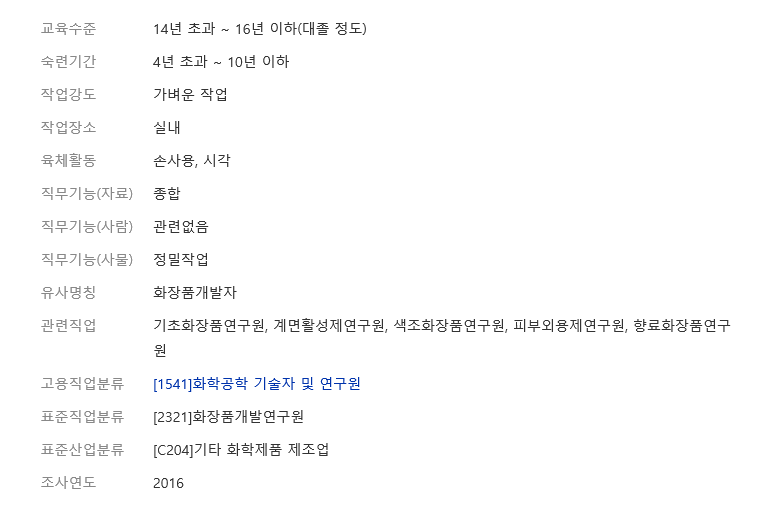 교육수준 14년 초과 ~ 16년 이하(대졸 정도)
숙련기간 4년 초과 ~ 10년 이하
작업강도 가벼운 작업
작업장소 실내
육체활동 손사용, 시각
직무기능(자료) 종합
직무기능(사람) 관련없음
직무기능(사물) 정밀작업
유사명칭 화장품개발자
관련직업 기초화장품연구원, 계면활성제연구원, 색조화장품연구원, 피부외용제연구원, 향료화장품연구
원
고용직업분류 [1541]화학공학 기술자 및 연구원
표준직업분류 [2321]화장품개발연구원
표준산업분류 [C204]기타 화학제품 제조업
조사연도 2016